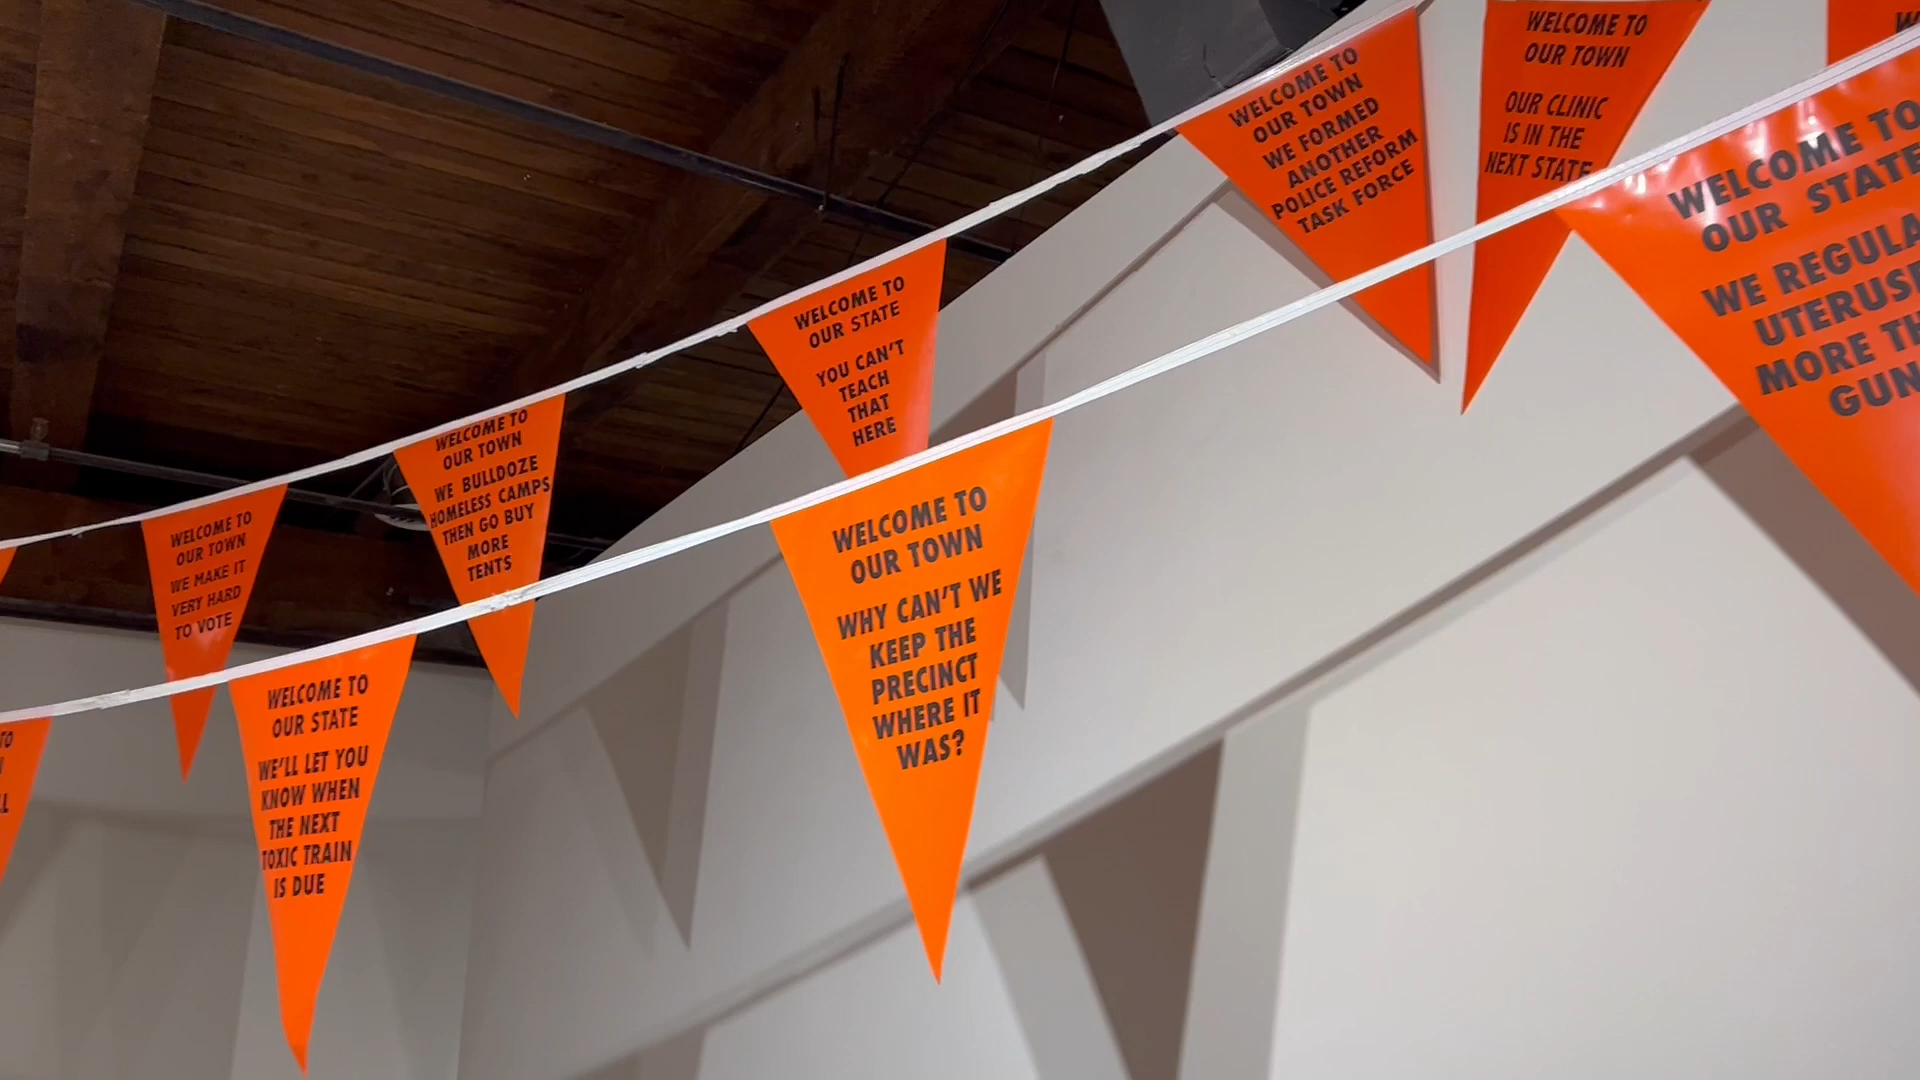 WELCOME TO
OUR TOWN
WE MAKE IT
VERY HARD
TO VOTE
WELCOME TO
OUR TOWN
WE BULLDOZE
HOMELESS CAMPS
THEN GO BUY
MORE
TENTS
WELCOME TO
OUR STATE
YOU CAN'T
TEACH
THAT
HERE
WELCOME TO
OUR TOWN
WE FORMED
ANOTHER
POLICE REFORM
TASK FORCE
WELCOME TO
OUR TOWN
OUR CLINIC
IS IN THE
NEXT STATE
TO
WELCOME TO
OUR STATE
WE'LL LET YOU
KNOW WHEN
THE NEXT
TOXIC TRAIN
IS DUE
WELCOME TO
OUR TOWN
WHY CAN'T WE
KEEP THE
PRECINCT
WHERE IT
WAS?
WELCOME TO
OUR STATE
WE
MORE